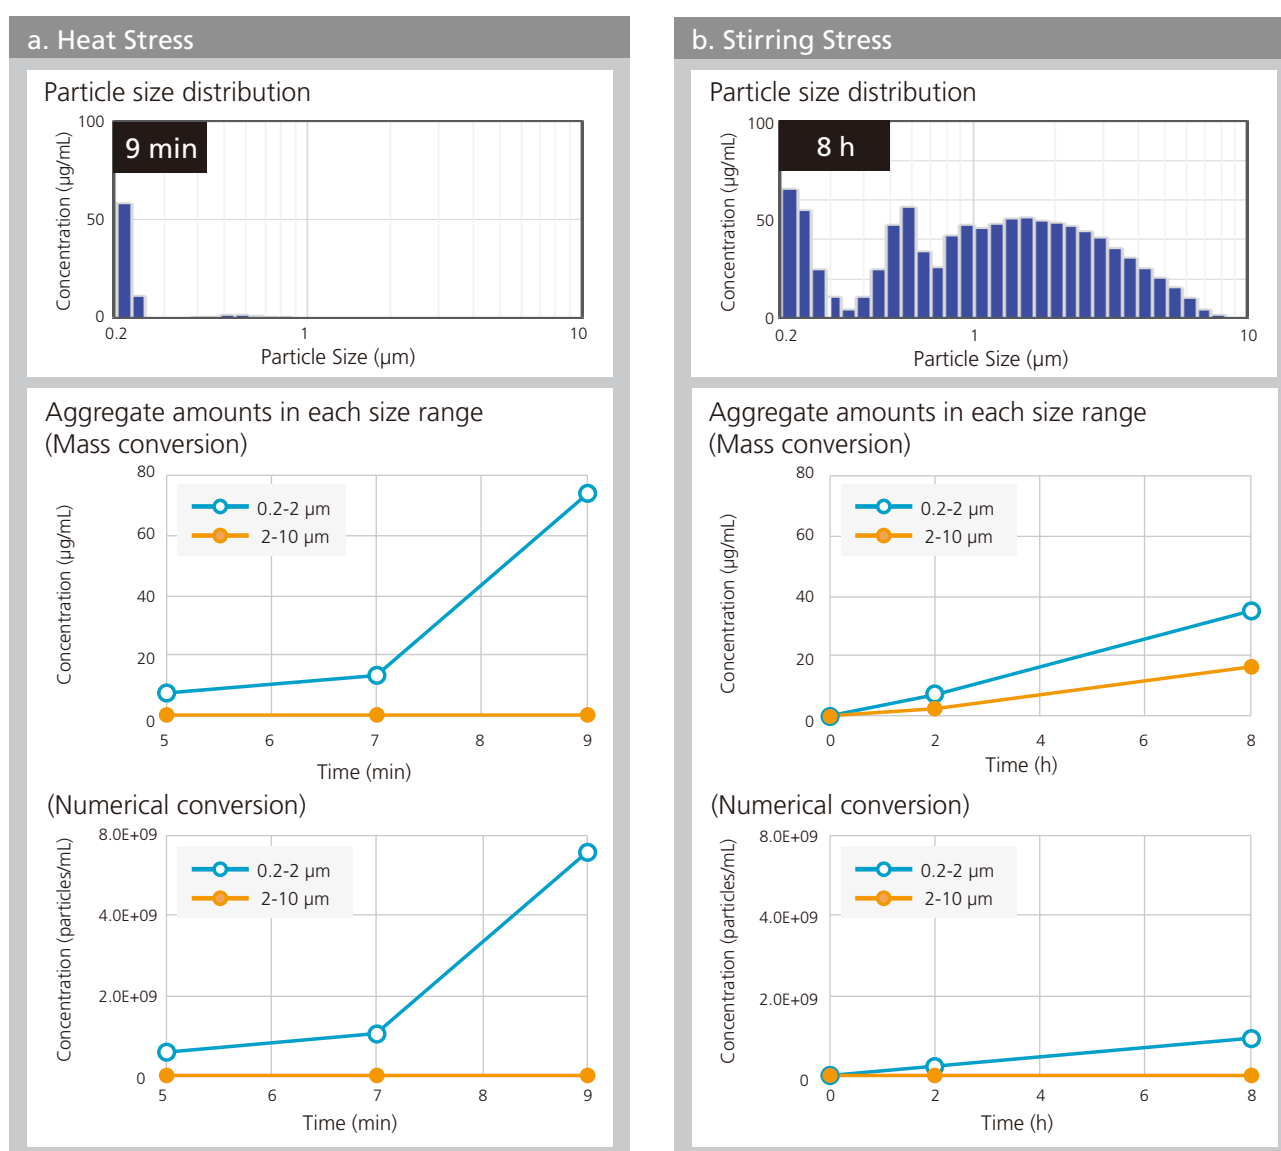 a. Heat Stress
Particle size distribution
Concentration (µg/mL)
100
50
0
9 min
0.2
1
10
Particle Size (µm)
Aggregate amounts in each size range
(Mass conversion)
Concentration (µg/mL)
80
60
40
20
0
0.2-2 µm
2-10 µm
5
6
7
8
9
Time (min)
(Numerical conversion)
Concentration (particles/mL)
8.0E+09
4.0E+09
2.0E+09
0
0.2-2 µm
2-10 µm
5
6
7
8
9
Time (min)
b. Stirring Stress
Particle size distribution
Concentration (µg/mL)
100
50
0
8 h
0.2
1
10
Particle Size (µm)
Aggregate amounts in each size range
(Mass conversion)
Concentration (µg/mL)
80
60
40
20
0
0.2-2 µm
2-10 µm
0
2
4
6
8
Time (h)
(Numerical conversion)
Concentration (particles/mL)
8.0E+09
4.0E+09
2.0E+09
0
0.2-2 µm
2-10 µm
0
2
4
6
8
Time (h)